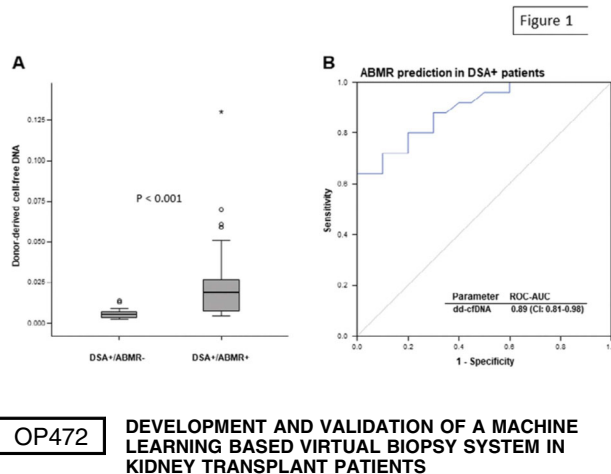 Figure 1
A
Donor-derived cell-free DNA
0.125
0.100
0.075
0.050
0.025
0.000
P < 0.001
DSA+/ABMR-
DSA+/ABMR+
B
ABMR prediction in DSA+ patients
Sensitivity
1.0
0.8
0.6
0.4
0.2
0.0
Parameter ROC-AUC
dd-cfDNA 0.89 (CI: 0.81-0.98)
0.0 0.2 0.4 0.6 0.8 1.
1 - Specificity
OP472
DEVELOPMENT AND VALIDATION OF A MACHINE
LEARNING BASED VIRTUAL BIOPSY SYSTEM IN
KIDNEY TRANSPLANT PATIENTS